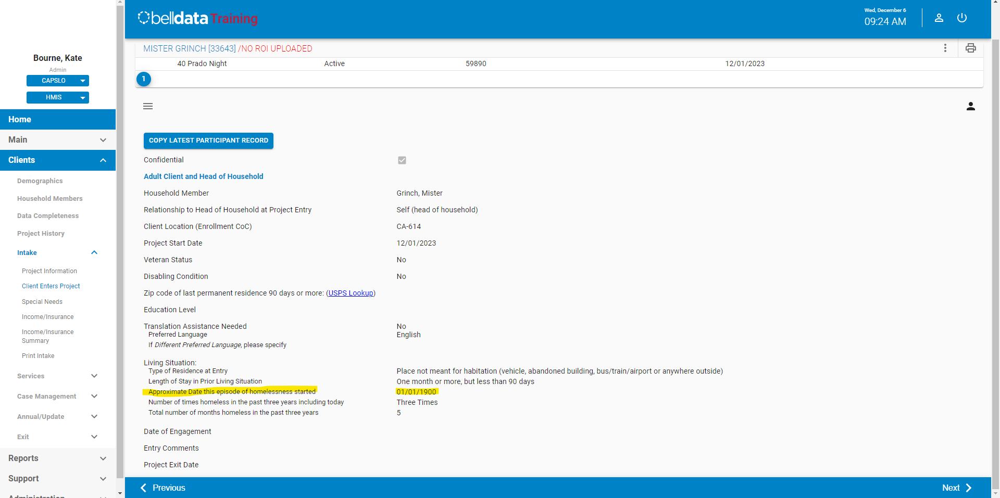 belldata Training
Wed, December 6
09:24 AM
Bourne, Kate
Admin
CAPSLO
HMIS
Home
Main
Clients
Demographics
Household Members
Data Completeness
Project History
Intake
Project Information
Client Enters Project
Special Needs
Income/Insurance
Income/Insurance
Summary
Print Intake
Services
Case Management
Annual/Update
Exit
Reports
Support
Administration
MISTER GRINCH [33643] /NO ROI UPLOADED
40 Prado Night Active 59890 12/01/2023
1
COPY LATEST PARTICIPANT RECORD
Confidential
Adult Client and Head of Household
Household Member Grinch, Mister
Relationship to Head of Household at Project Entry Self (head of household)
Client Location (Enrollment CoC) CA-614
Project Start Date 12/01/2023
Veteran Status No
Disabling Condition No
Zip code of last permanent residence 90 days or more: (USPS Lookup)
Education Level
Translation Assistance Needed No
Preferred Language English
If Different Preferred Language, please specify
Living Situation:
Type of Residence at Entry Place not meant for habitation (vehicle, abandoned building, bus/train/airport or anywhere outside)
Length of Stay in Prior Living Situation One month or more, but less than 90 days
Approximate Date this episode of homelessness started 01/01/1900
Number of times homeless in the past three years including today Three Times
Total number of months homeless in the past three years 5
Date of Engagement
Entry Comments
Project Exit Date
Previous Next